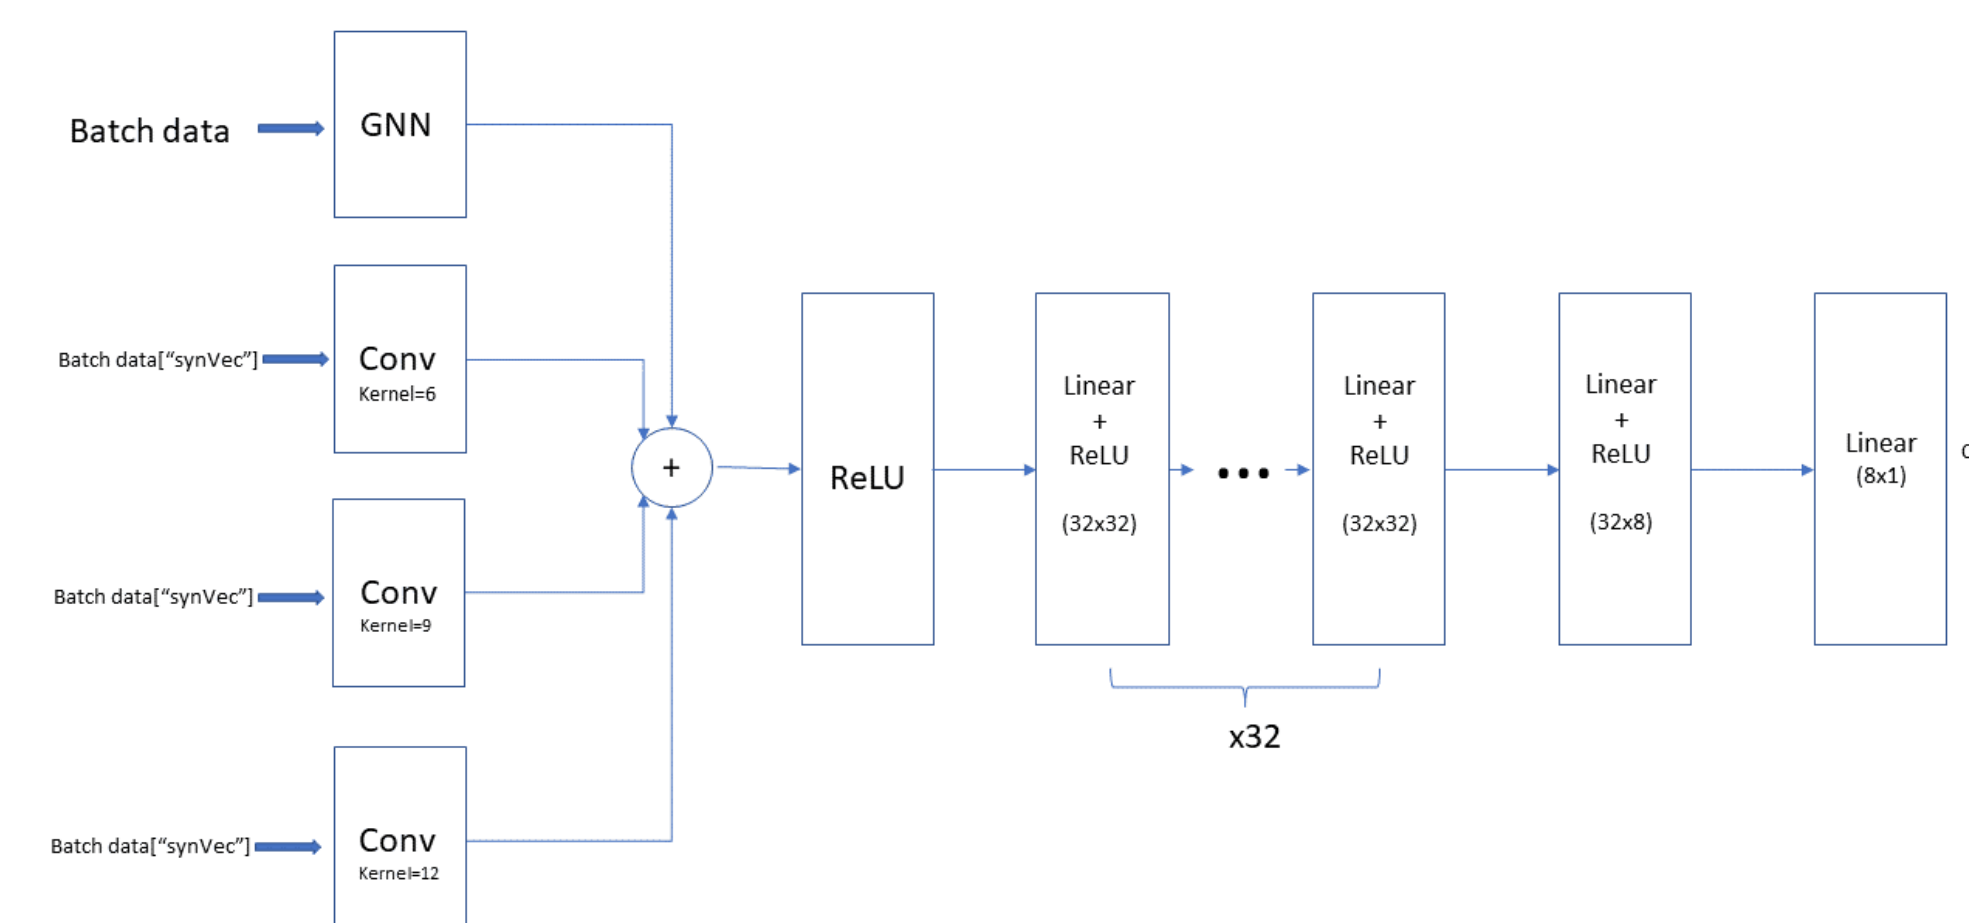 Batch data
GNN
Batch data[“synVec”]
Conv
Kernel=6
Batch data[“synVec”]
Conv
Kernel=9
Batch data[“synVec”]
Conv
Kernel=12
+
ReLU
Linear
+
ReLU
(32x32)
...
Linear
+
ReLU
(32x32)
x32
Linear
+
ReLU
(32x8)
Linear
(8x1)